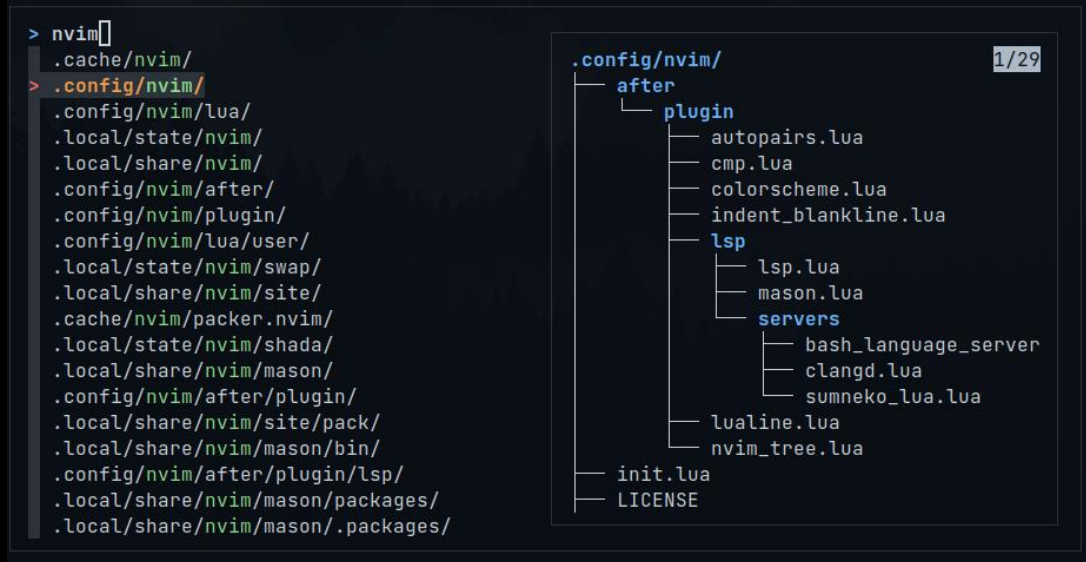 > nvim
.cache/nvim/
> .config/nvim/
.config/nvim/lua/
.local/state/nvim/
.local/share/nvim/
.config/nvim/after/
.config/nvim/plugin/
.config/nvim/lua/user/
.local/state/nvim/swap/
.local/share/nvim/site/
.cache/nvim/packer.nvim/
.local/state/nvim/shada/
.local/share/nvim/mason/
.config/nvim/after/plugin/
.local/share/nvim/site/pack/
.local/share/nvim/mason/bin/
.config/nvim/after/plugin/lsp/
.local/share/nvim/mason/packages/
.local/share/nvim/mason/.packages/
.config/nvim/ 1/29
after
plugin
autopairs.lua
cmp.lua
colorscheme.lua
indent_blankline.lua
lsp
lsp.lua
mason.lua
servers
bash_language_server
clangd.lua
sumneko_lua.lua
lualine.lua
nvim_tree.lua
init.lua
LICENSE